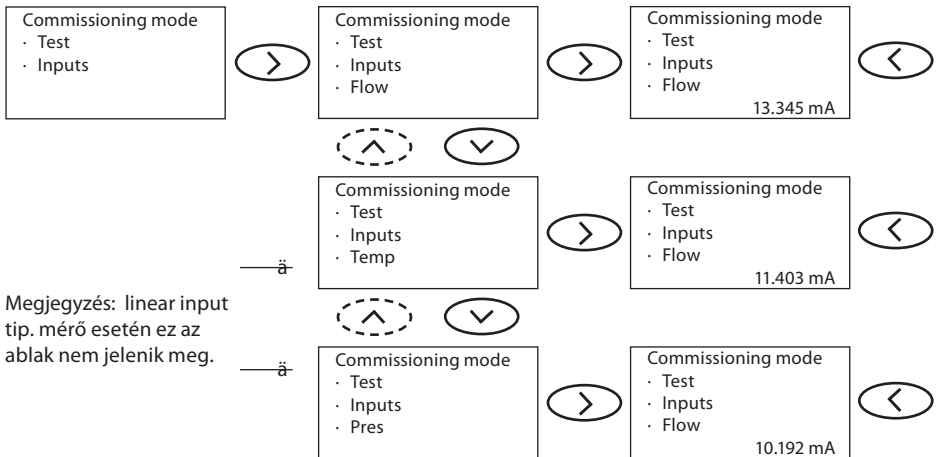 Commissioning mode
· Test
· Inputs
Commissioning mode
· Test
· Inputs
· Flow
Commissioning mode
· Test
· Inputs
· Flow
13.345 mA
Commissioning mode
· Test
· Inputs
· Temp
Commissioning mode
· Test
· Inputs
· Flow
11.403 mA
ä
Megjegyzés: linear input
tip. mérő esetén ez az
ablak nem jelenik meg.
ä
Commissioning mode
· Test
· Inputs
· Pres
Commissioning mode
· Test
· Inputs
· Flow
10.192 mA